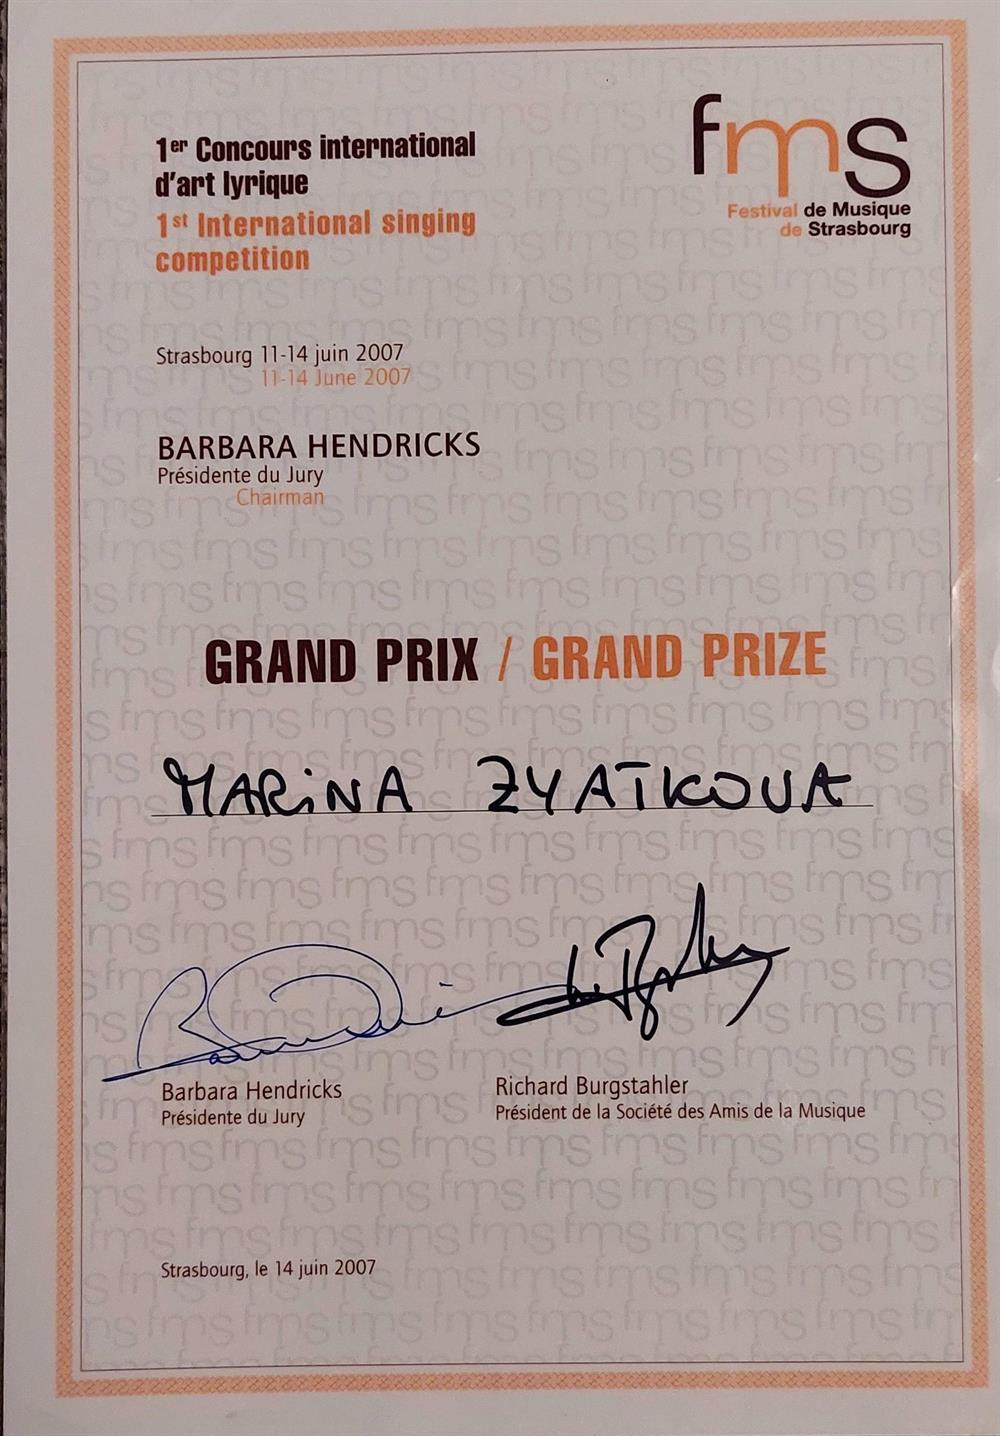 1er Concours international
d'art lyrique
1st International singing
competition
fms
Festival de Musique
de Strasbourg
Strasbourg 11-14 juin 2007
11-14 June 2007
BARBARA HENDRICKS
Présidente du Jury
Chairman
GRAND PRIX / GRAND PRIZE
MARINA ZYATKOVA
Barbara Hendricks
Présidente du Jury
Richard Burgstahler
Président de la Société des Amis de la Musique
Strasbourg, le 14 juin 2007